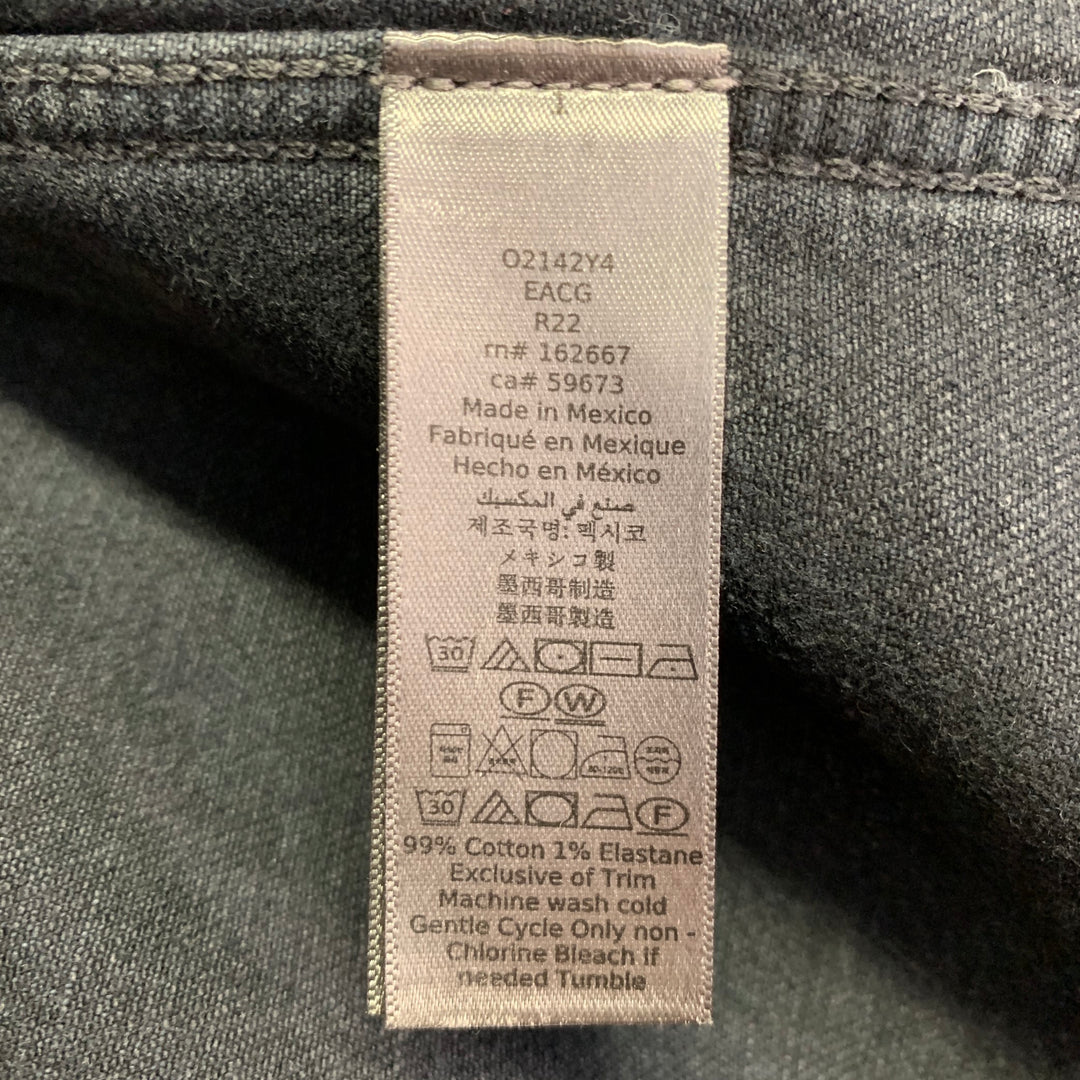 O2142Y4
EACG
R22
rn# 162667
ca# 59673
Made in Mexico
Fabriqué en Mexique
Hecho en México
صنع في المكسيك
제조국명: 멕시코
メキシコ製
墨西哥制造
墨西哥製造
30
F W
80-120℃
30 F
99% Cotton 1% Elastane
Exclusive of Trim
Machine wash cold
Gentle Cycle Only non -
Chlorine Bleach if
needed Tumble